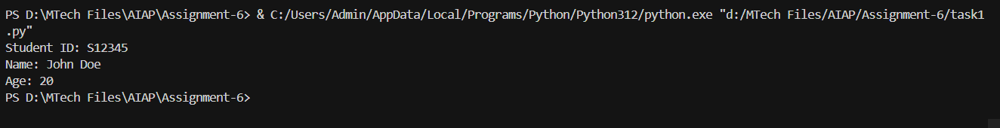 PS D:\MTech Files\AIAP\Assignment-6> & C:/Users/Admin/AppData/Local/Programs/Python/Python312/python.exe "d:/MTech Files/AIAP/Assignment-6/task1
.py"
Student ID: S12345
Name: John Doe
Age: 20
PS D:\MTech Files\AIAP\Assignment-6>